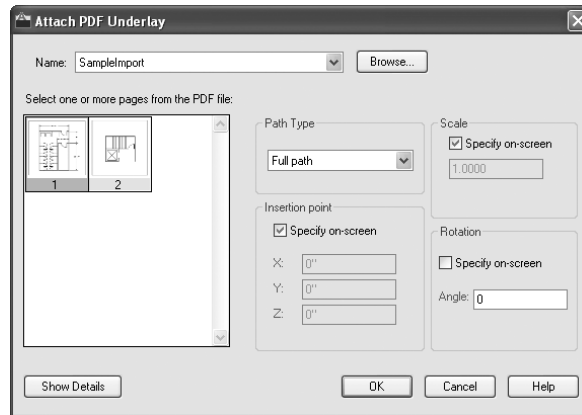 Attach PDF Underlay
Name: SampleImport Browse...
Select one or more pages from the PDF file:
1 2
Path Type
Full path
Insertion point
Specify on-screen
X: 0"
Y: 0"
Z: 0"
Scale
Specify on-screen
1.0000
Rotation
Specify on-screen
Angle: 0
Show Details OK Cancel Help